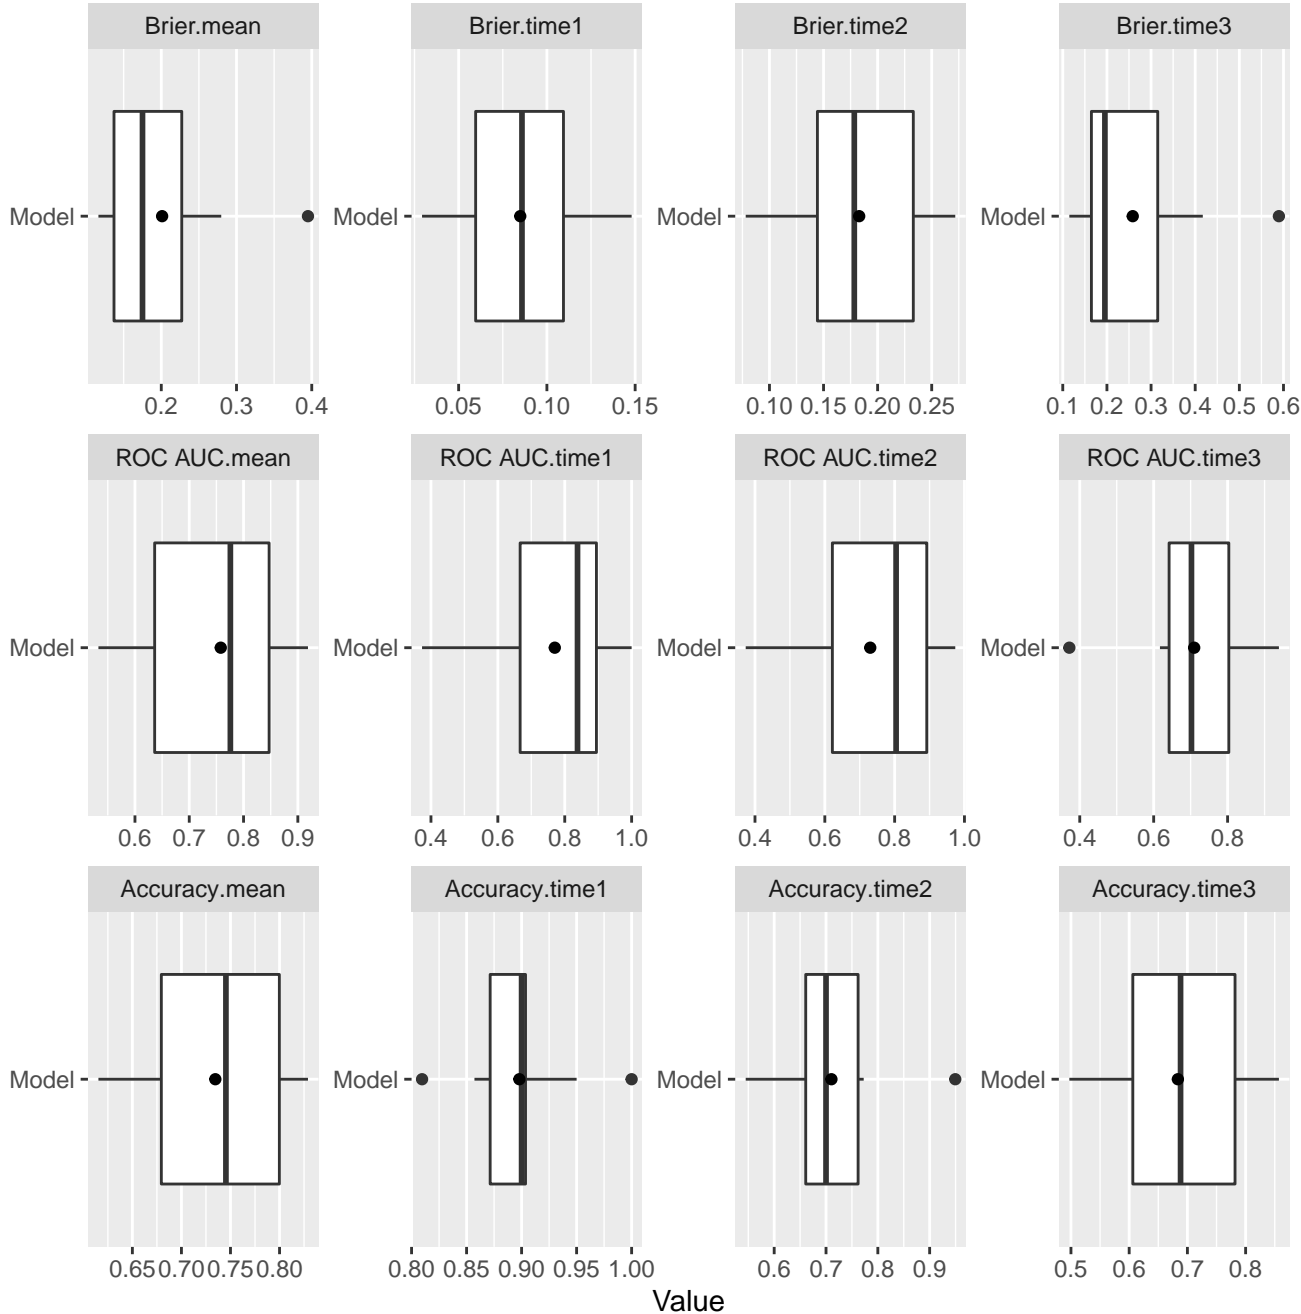 Brier.mean Brier.time1 Brier.time2 Brier.time3
Model Model Model Model
0.2 0.3 0.4 0.05 0.10 0.15 0.10 0.15 0.20 0.25 0.1 0.2 0.3 0.4 0.5 0.6
ROC AUC.mean ROC AUC.time1 ROC AUC.time2 ROC AUC.time3
Model Model Model Model
0.6 0.7 0.8 0.9 0.4 0.6 0.8 1.0 0.4 0.6 0.8 1.0 0.4 0.6 0.8
Accuracy.mean Accuracy.time1 Accuracy.time2 Accuracy.time3
Model Model Model Model
0.65 0.70 0.75 0.80 0.80 0.85 0.90 0.95 1.00 0.6 0.7 0.8 0.9 0.5 0.6 0.7 0.8
Value